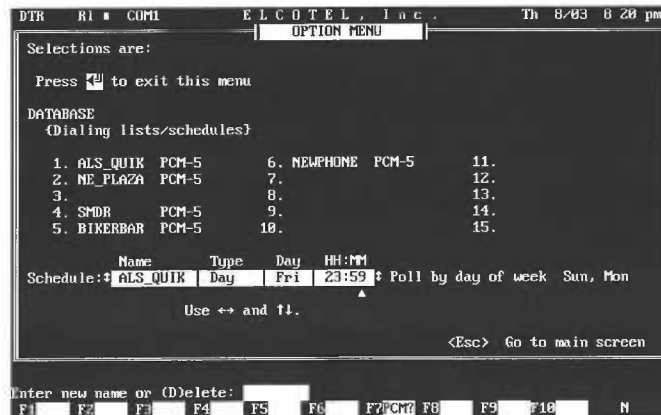 DTR R1 ■ COM1 E L C O T E L , I n c . Th 8/03 8 20 pm
OPTION MENU
Selections are:
Press ◄┘ to exit this menu
DATABASE
{Dialing lists/schedules}
1. ALS_QUIK PCM-5 6. NEWPHONE PCM-5 11.
2. NE_PLAZA PCM-5 7. 12.
3. 8. 13.
4. SMDR PCM-5 9. 14.
5. BIKERBAR PCM-5 10. 15.
Name Type Day HH:MM
Schedule:↕ ALS_QUIK Day Fri 23:59 ↕ Poll by day of week Sun, Mon
▲
Use ↔ and ↑↓.
<Esc> Go to main screen
Enter new name or (D)elete:
F1 F2 F3 F4 F5 F6 F7PCM? F8 F9 F10 N